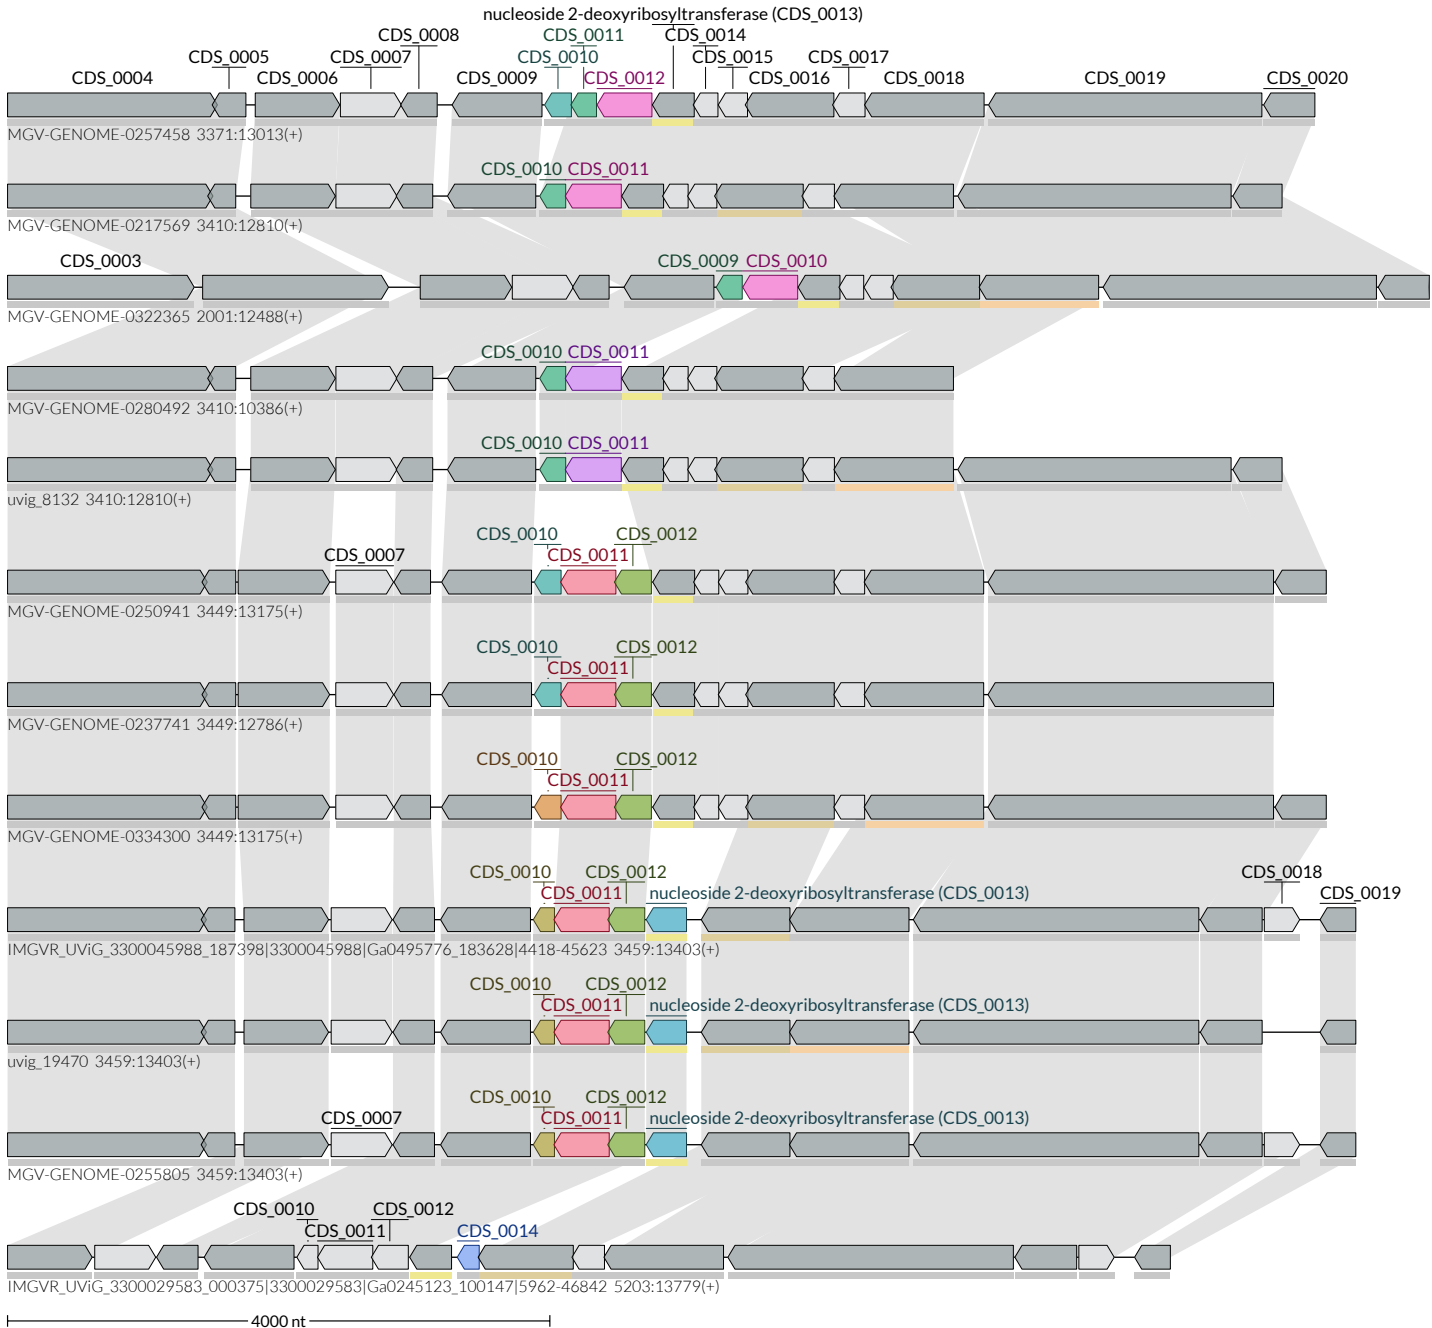 nucleoside 2-deoxyribosyltransferase (CDS_0013)
CDS_0008 CDS_0011 CDS_0014
CDS_0005 CDS_0007 CDS_0010 CDS_0015 CDS_0017
CDS_0004 CDS_0006 CDS_0009 CDS_0012 CDS_0016 CDS_0018 CDS_0019 CDS_0020
MGV-GENOME-0257458 3371:13013(+)
CDS_0010 CDS_0011
MGV-GENOME-0217569 3410:12810(+)
CDS_0003 CDS_0009 CDS_0010
MGV-GENOME-0322365 2001:12488(+)
CDS_0010 CDS_0011
MGV-GENOME-0280492 3410:10386(+)
CDS_0010 CDS_0011
uvig_8132 3410:12810(+)
CDS_0010 CDS_0012
CDS_0007 CDS_0011
MGV-GENOME-0250941 3449:13175(+)
CDS_0010 CDS_0012
CDS_0011
MGV-GENOME-0237741 3449:12786(+)
CDS_0010 CDS_0012
CDS_0011
MGV-GENOME-0334300 3449:13175(+)
CDS_0010 CDS_0012 CDS_0018
CDS_0011 nucleoside 2-deoxyribosyltransferase (CDS_0013) CDS_0019
IMGVR_UViG_3300045988_187398|3300045988|Ga0495776_183628|4418-45623 3459:13403(+)
CDS_0010 CDS_0012
CDS_0011 nucleoside 2-deoxyribosyltransferase (CDS_0013)
uvig_19470 3459:13403(+)
CDS_0010 CDS_0012
CDS_0007 CDS_0011 nucleoside 2-deoxyribosyltransferase (CDS_0013)
MGV-GENOME-0255805 3459:13403(+)
CDS_0010 CDS_0012
CDS_0011 CDS_0014
IMGVR_UViG_3300029583_000375|3300029583|Ga0245123_100147|5962-46842 5203:13779(+)
4000 nt